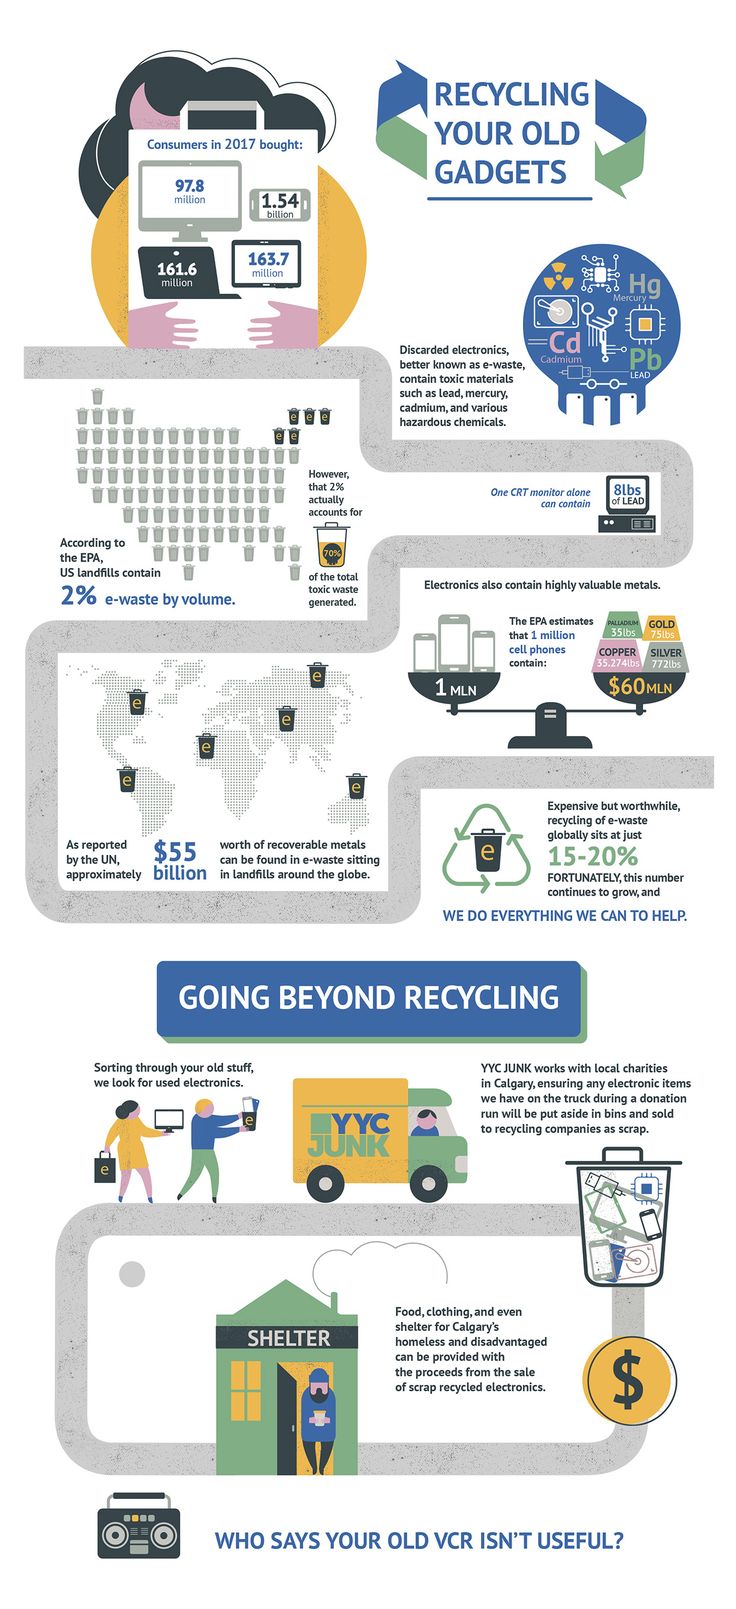 RECYCLING
YOUR OLD
GADGETS
Consumers in 2017 bought:
97.8
million
1.54
billion
161.6
million
163.7
million
Hg
Mercury
Cd
Cadmium
Pb
LEAD
Discarded electronics,
better known as e-waste,
contain toxic materials
such as lead, mercury,
cadmium, and various
hazardous chemicals.
e e e
e e
However,
that 2%
actually
accounts for
70%
of the total
toxic waste
generated.
According to
the EPA,
US landfills contain
2% e-waste by volume.
One CRT monitor alone
can contain
8lbs
of LEAD
Electronics also contain highly valuable metals.
The EPA estimates
that 1 million
cell phones
contain:
PALLADIUM
35lbs
GOLD
75lbs
COPPER
35.274lbs
SILVER
772lbs
1 MLN
$60MLN
e
e
e
e
e
e
As reported
by the UN,
approximately
$55
billion
worth of recoverable metals
can be found in e-waste sitting
in landfills around the globe.
e
Expensive but worthwhile,
recycling of e-waste
globally sits at just
15-20%
FORTUNATELY, this number
continues to grow, and
WE DO EVERYTHING WE CAN TO HELP.
GOING BEYOND RECYCLING
Sorting through your old stuff,
we look for used electronics.
e
e
YYC
JUNK
YYC JUNK works with local charities
in Calgary, ensuring any electronic items
we have on the truck during a donation
run will be put aside in bins and sold
to recycling companies as scrap.
SHELTER
Food, clothing, and even
shelter for Calgary's
homeless and disadvantaged
can be provided with
the proceeds from the sale
of scrap recycled electronics.
$
WHO SAYS YOUR OLD VCR ISN'T USEFUL?